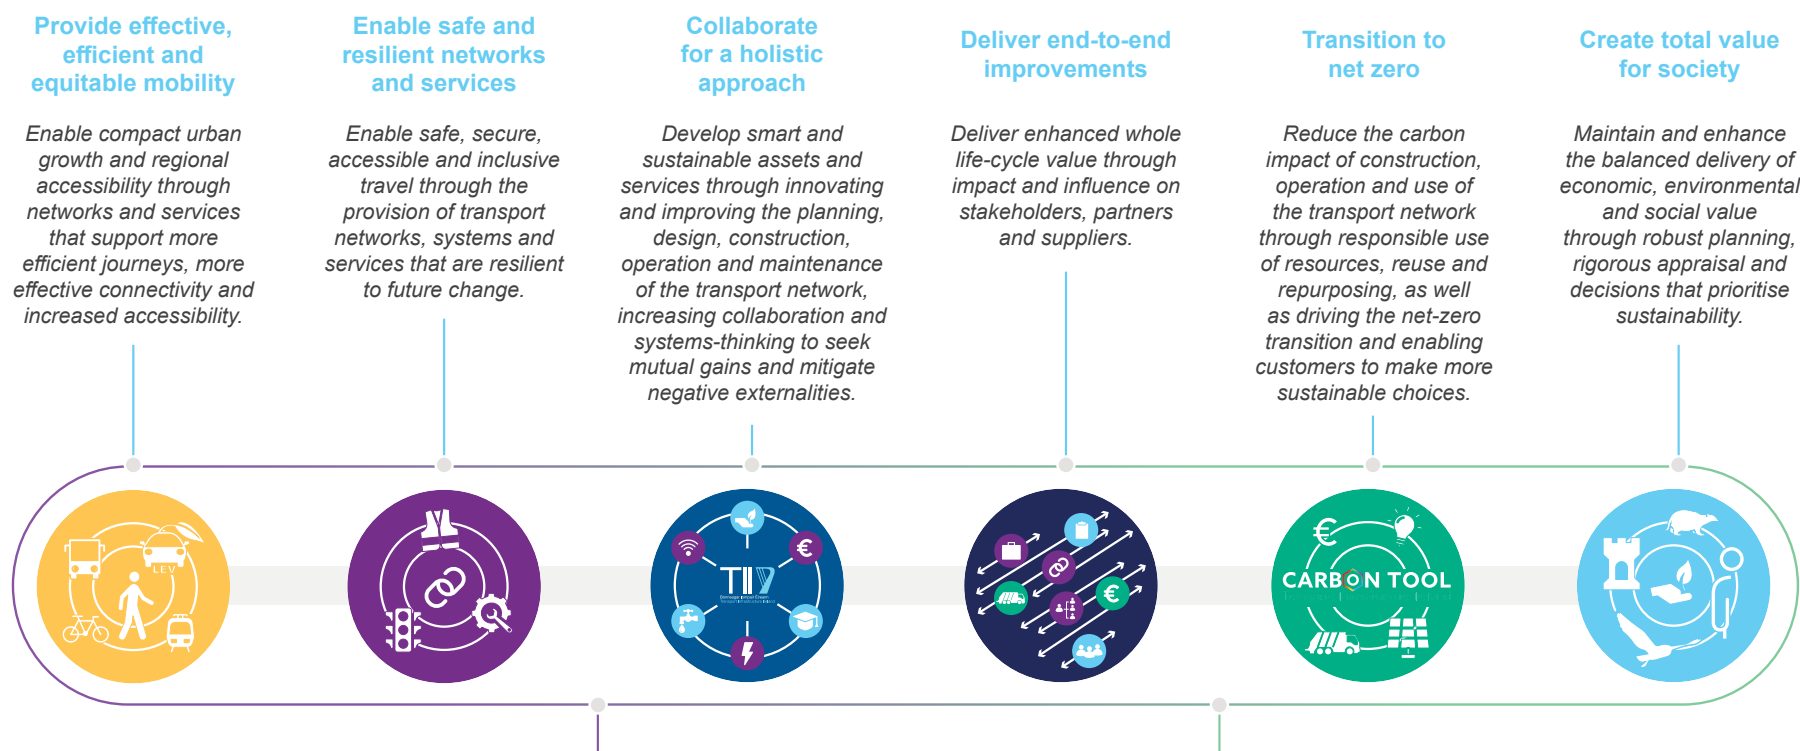 Provide effective,
efficient and
equitable mobility
Enable compact urban
growth and regional
accessibility through
networks and services
that support more
efficient journeys, more
effective connectivity and
increased accessibility.
Enable safe and
resilient networks
and services
Enable safe, secure,
accessible and inclusive
travel through the
provision of transport
networks, systems and
services that are resilient
to future change.
Collaborate
for a holistic
approach
Develop smart and
sustainable assets and
services through innovating
and improving the planning,
design, construction,
operation and maintenance
of the transport network,
increasing collaboration and
systems-thinking to seek
mutual gains and mitigate
negative externalities.
Deliver end-to-end
improvements
Deliver enhanced whole
life-cycle value through
impact and influence on
stakeholders, partners
and suppliers.
Transition to
net zero
Reduce the carbon
impact of construction,
operation and use of
the transport network
through responsible use
of resources, reuse and
repurposing, as well
as driving the net-zero
transition and enabling
customers to make more
sustainable choices.
Create total value
for society
Maintain and enhance
the balanced delivery of
economic, environmental
and social value
through robust planning,
rigorous appraisal and
decisions that prioritise
sustainability.
LEV
€
TII
€
€
CARBON TOOL